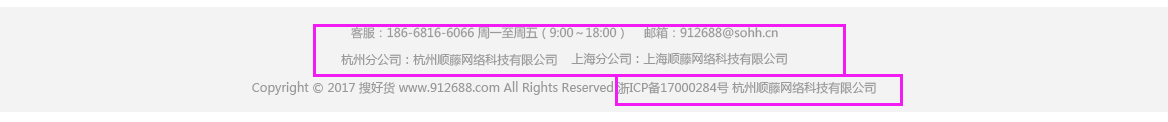 客服：186-6816-6066 周一至周五（9:00～18:00） 邮箱：912688@sohh.cn
杭州分公司：杭州顺藤网络科技有限公司 上海分公司：上海顺藤网络科技有限公司
Copyright © 2017 搜好货 www.912688.com All Rights Reserved 浙ICP备17000284号 杭州顺藤网络科技有限公司